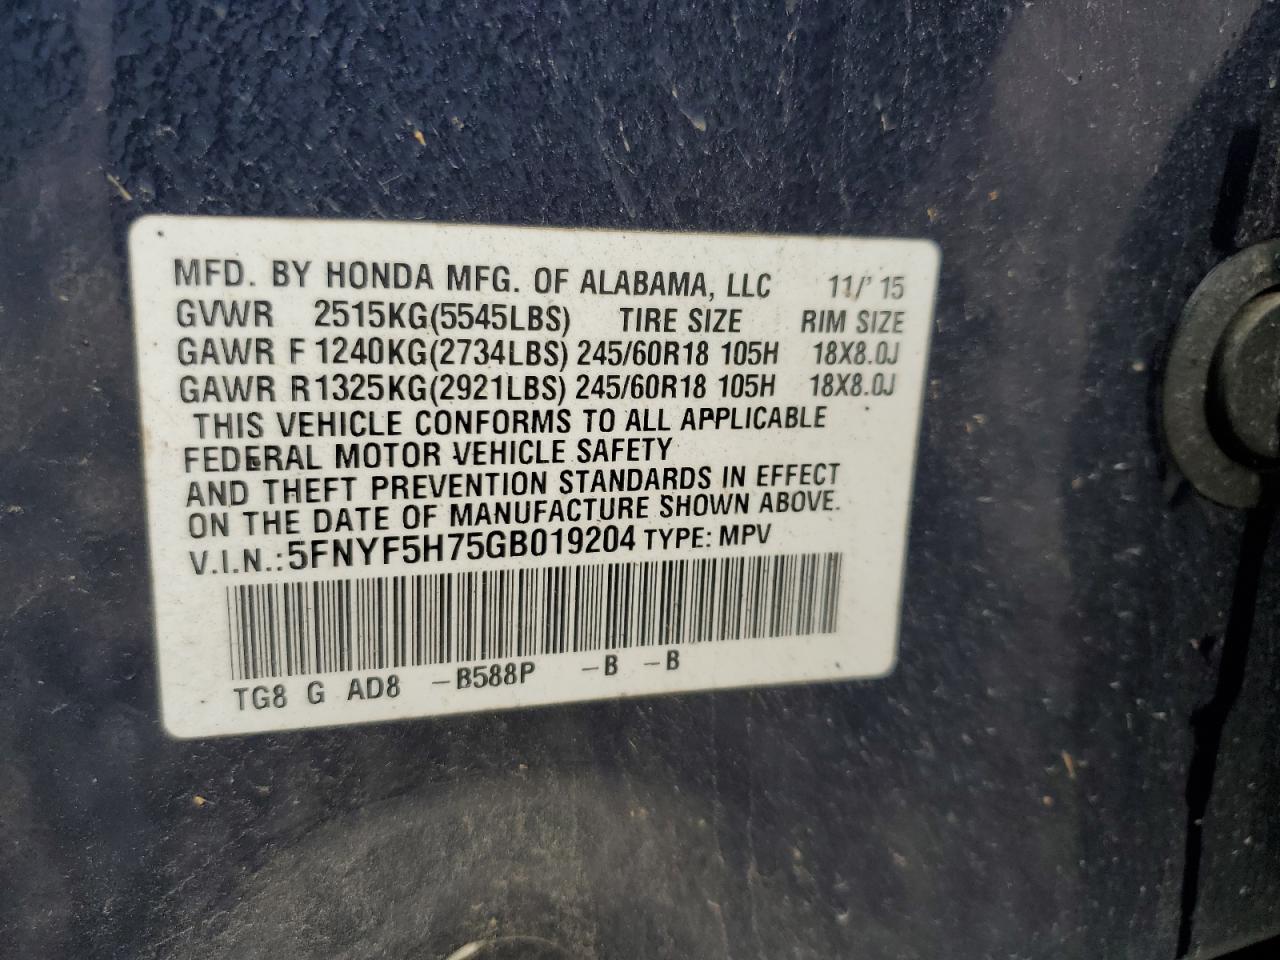 MFD. BY HONDA MFG. OF ALABAMA, LLC 11/' 15
GVWR 2515KG(5545LBS) TIRE SIZE RIM SIZE
GAWR F 1240KG(2734LBS) 245/60R18 105H 18X8.0J
GAWR R 1325KG(2921LBS) 245/60R18 105H 18X8.0J
THIS VEHICLE CONFORMS TO ALL APPLICABLE
FEDERAL MOTOR VEHICLE SAFETY
AND THEFT PREVENTION STANDARDS IN EFFECT
ON THE DATE OF MANUFACTURE SHOWN ABOVE.
V.I.N.: 5FNYF5H75GB019204 TYPE: MPV
TG8 G AD8 -B588P -B -B